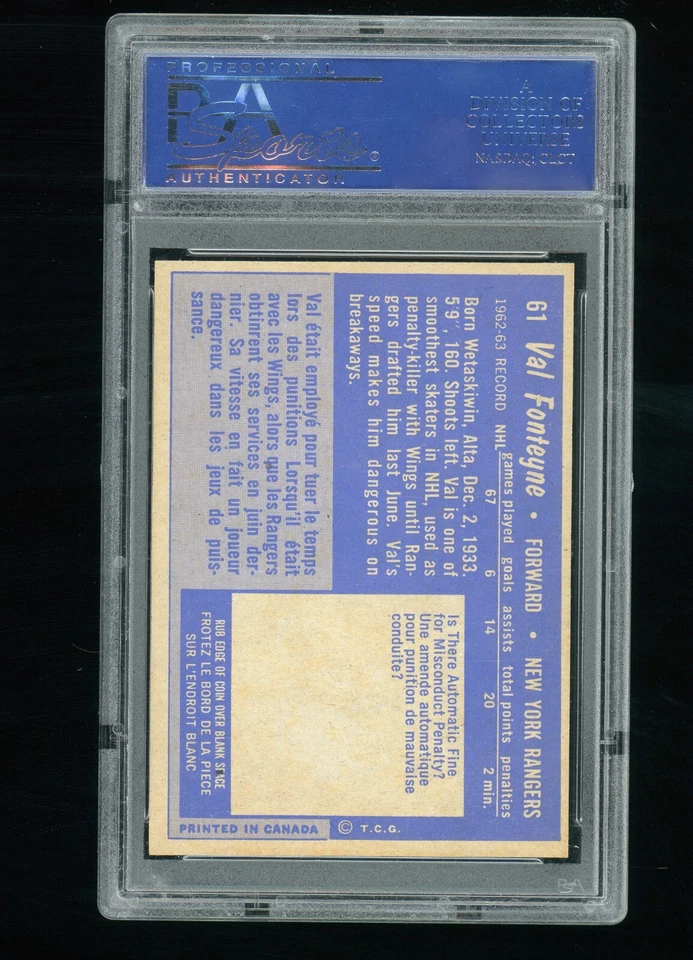 PROFESSIONAL
PSA
Sports ®
AUTHENTICATOR
A
DIVISION OF
COLLECTORS
UNIVERSE
NASDAQ: CLCT
61 Val Fonteyne • FORWARD • NEW YORK RANGERS
games played goals assists total points penalties
1962-63 RECORD NHL 67 6 14 20 2 min.
Born Wetaskiwin, Alta, Dec. 2, 1933.
5'9", 160. Shoots left. Val is one of
smoothest skaters in NHL, used as
penalty-killer with Wings until Ran-
gers drafted him last June. Val's
speed makes him dangerous on
breakaways.
Val était employé pour tuer le temps
lors des punitions Lorsqu'il était
avec les Wings, alors que les Rangers
obtinrent ses services en juin der-
nier. Sa vitesse en fait un joueur
dangereux dans les jeux de puis-
sance.
Is There Automatic Fine
for Misconduct Penalty?
Une amende automatique
pour punition de mauvaise
conduite?
RUB EDGE OF COIN OVER BLANK SPACE
FROTEZ LE BORD DE LA PIECE
SUR L'ENDROIT BLANC
PRINTED IN CANADA © T.C.G.
PSA